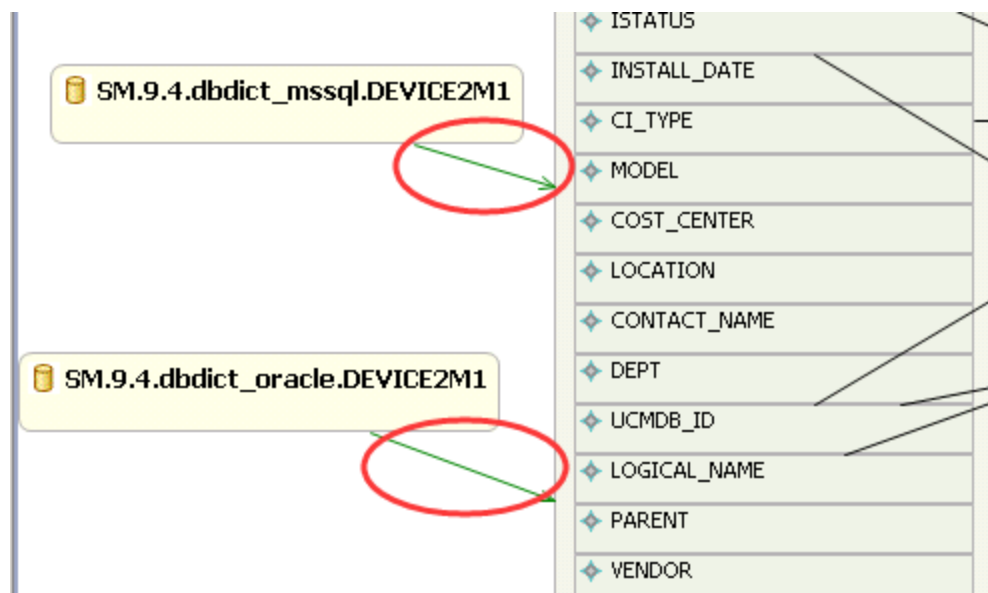 ISTATUS
SM.9.4.dbdict_mssql.DEVICE2M1
INSTALL_DATE
CI_TYPE
MODEL
COST_CENTER
LOCATION
CONTACT_NAME
SM.9.4.dbdict_oracle.DEVICE2M1
DEPT
UCMDB_ID
LOGICAL_NAME
PARENT
VENDOR